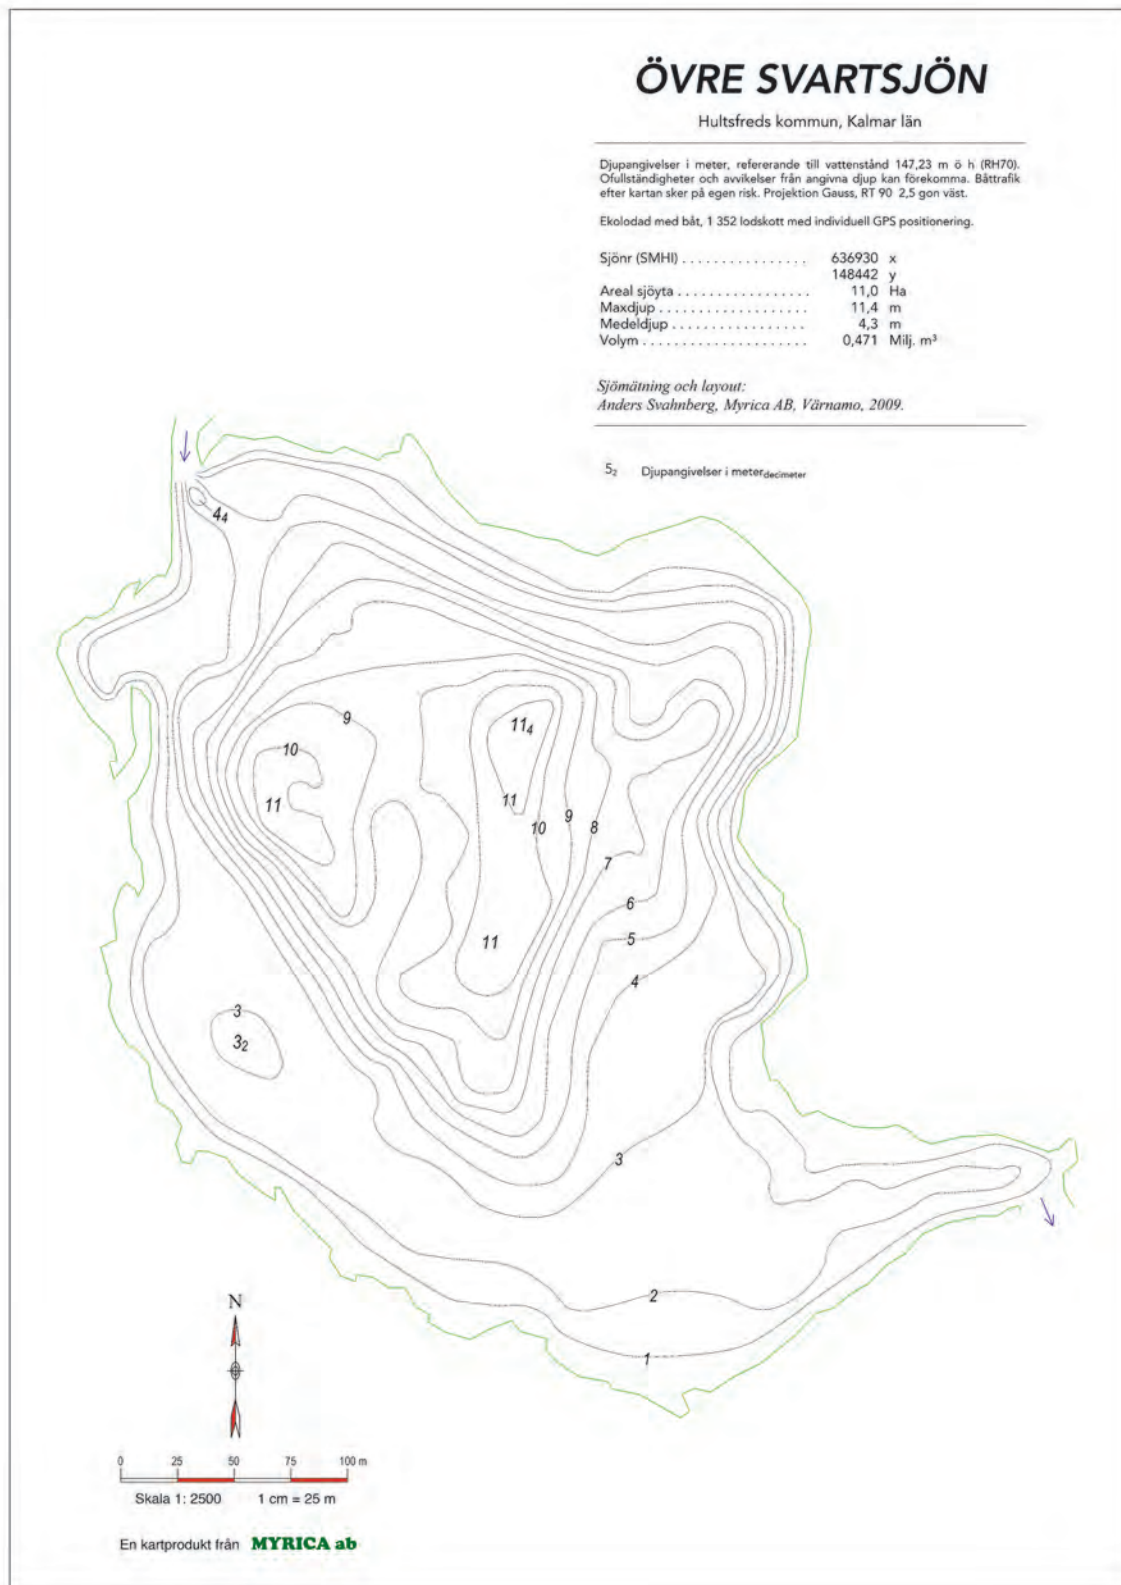 ÖVRE SVARTSJÖN
Hultsfreds kommun, Kalmar län
Djupangivelser i meter, refererande till vattenstånd 147,23 m ö h (RH70).
Ofullständigheter och avvikelser från angivna djup kan förekomma. Båttrafik
efter kartan sker på egen risk. Projektion Gauss, RT 90 2,5 gon väst.
Ekolodad med båt, 1 352 lodskott med individuell GPS positionering.
Sjönr (SMHI) . . . . . . . . . . . . . . . . 636930 x
148442 y
Areal sjöyta . . . . . . . . . . . . . . . . . 11,0 Ha
Maxdjup . . . . . . . . . . . . . . . . . . . 11,4 m
Medeldjup . . . . . . . . . . . . . . . . . 4,3 m
Volym . . . . . . . . . . . . . . . . . . . . . 0,471 Milj. m³
Sjömätning och layout:
Anders Svahnberg, Myrica AB, Värnamo, 2009.
5₂ Djupangivelser i meter decimeter
4₄
9
11₄
10
11
11
9
10
8
7
6
11
5
4
3
3₂
3
2
1
N
0 25 50 75 100 m
Skala 1: 2500 1 cm = 25 m
En kartprodukt från MYRICA ab